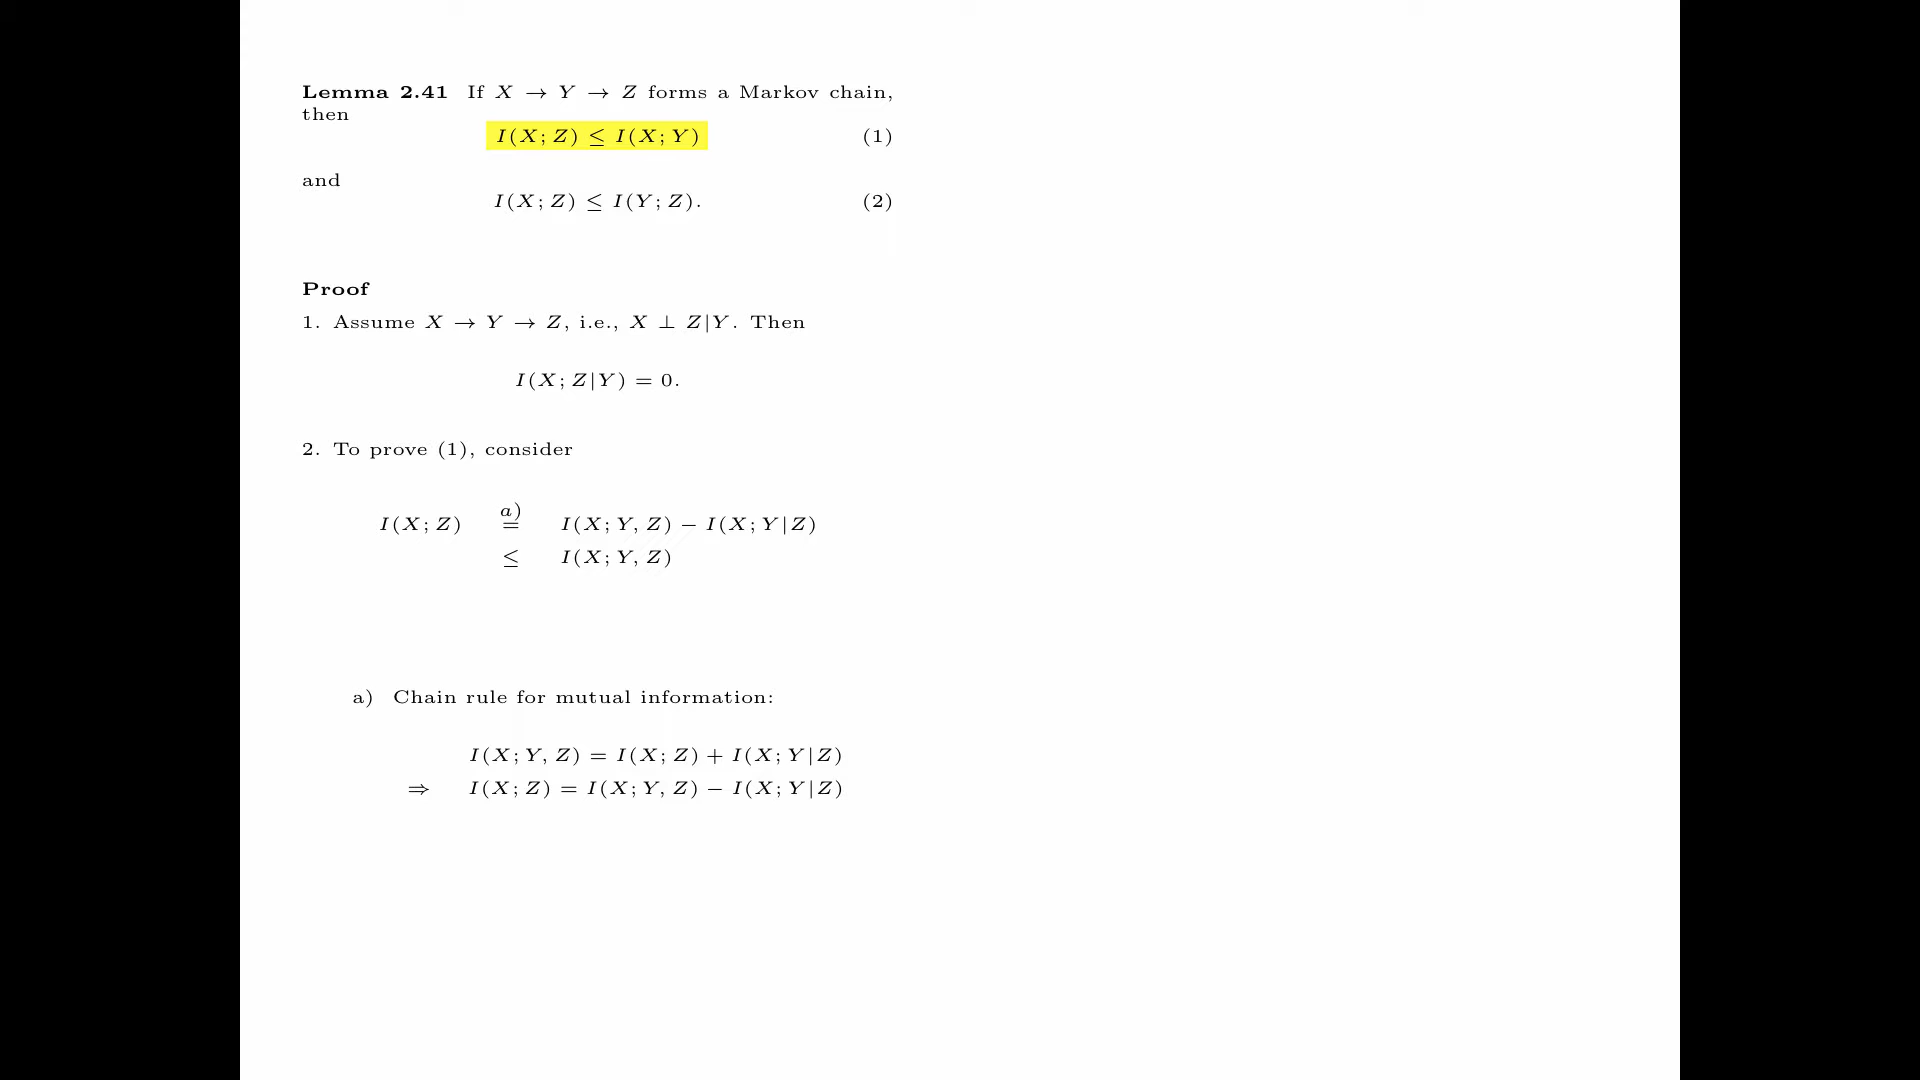 Lemma 2.41 If X → Y → Z forms a Markov chain,
then
I(X; Z) ≤ I(X; Y) (1)
and
I(X; Z) ≤ I(Y; Z). (2)
Proof
1. Assume X → Y → Z, i.e., X ⊥ Z|Y. Then
I(X; Z|Y) = 0.
2. To prove (1), consider
a)
I(X; Z) = I(X; Y, Z) − I(X; Y|Z)
≤ I(X; Y, Z)
a) Chain rule for mutual information:
I(X; Y, Z) = I(X; Z) + I(X; Y|Z)
⇒ I(X; Z) = I(X; Y, Z) − I(X; Y|Z)